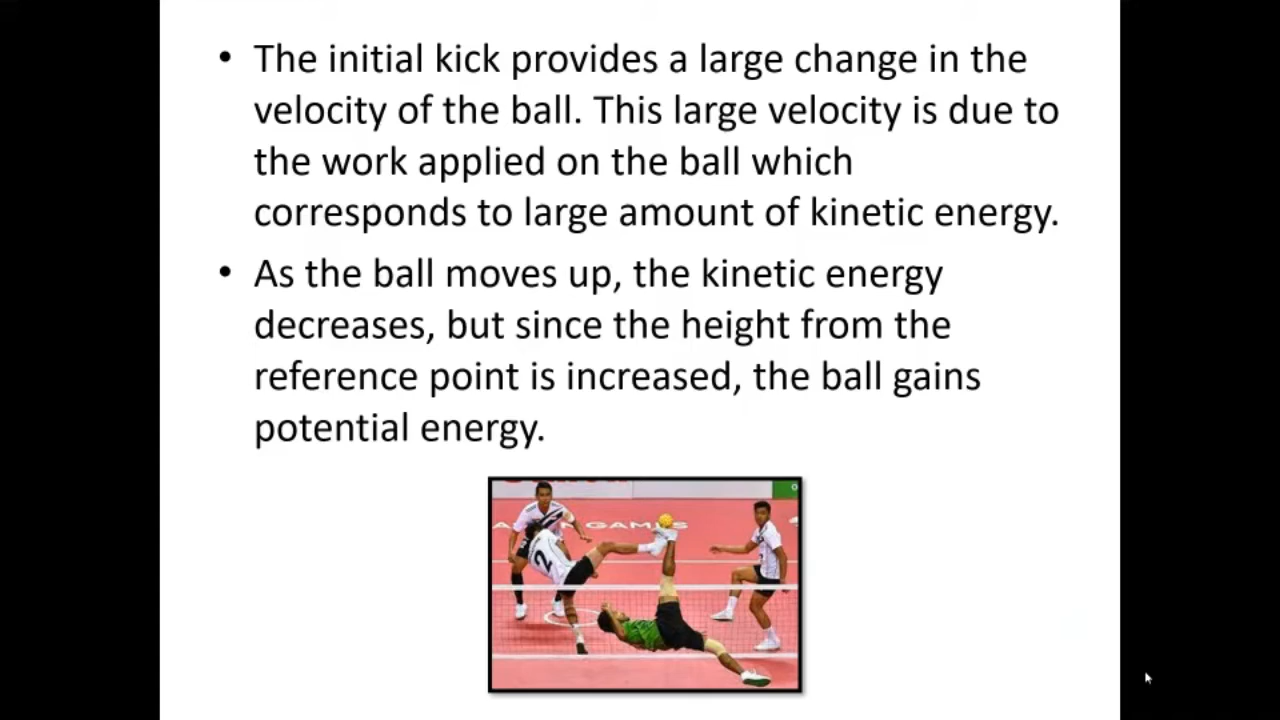 • The initial kick provides a large change in the
velocity of the ball. This large velocity is due to
the work applied on the ball which
corresponds to large amount of kinetic energy.
• As the ball moves up, the kinetic energy
decreases, but since the height from the
reference point is increased, the ball gains
potential energy.
GAMES
2